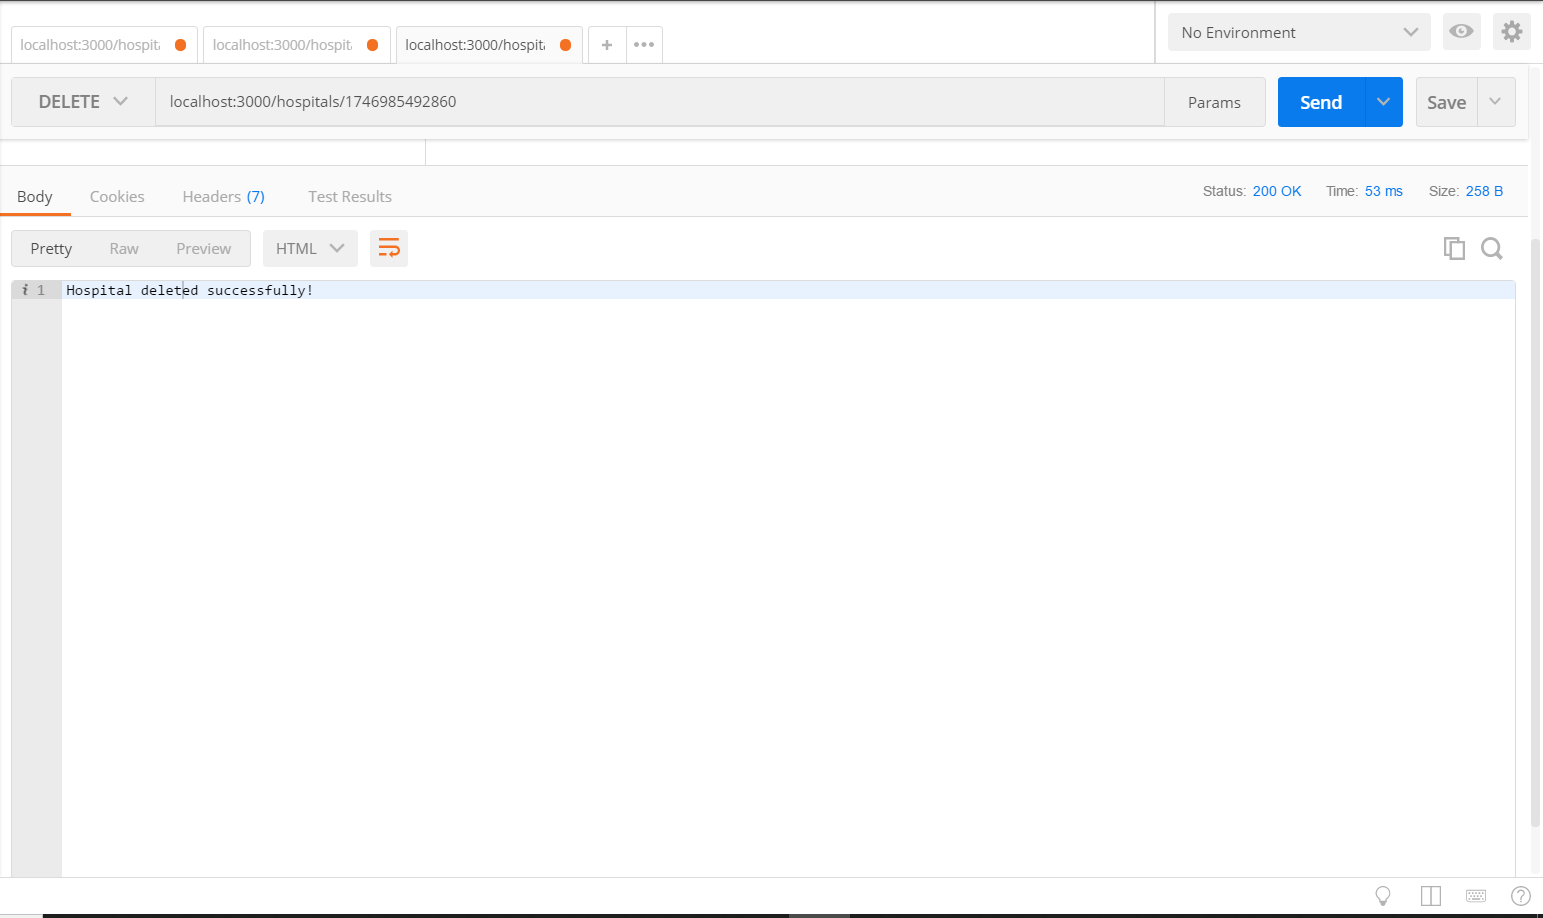 localhost:3000/hospit
localhost:3000/hospit
localhost:3000/hospit
No Environment
DELETE
localhost:3000/hospitals/1746985492860
Params
Send
Save
Body
Cookies
Headers (7)
Test Results
Status: 200 OK
Time: 53 ms
Size: 258 B
Pretty
Raw
Preview
HTML
i 1 Hospital deleted successfully!